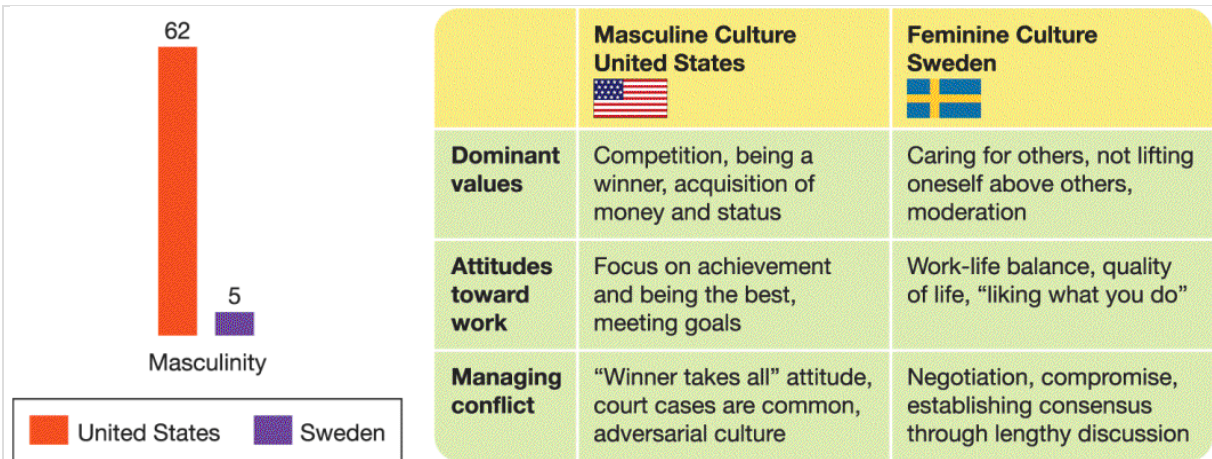 62
5
Masculinity
United States
Sweden
Masculine Culture
United States
Feminine Culture
Sweden
Dominant
values
Competition, being a
winner, acquisition of
money and status
Caring for others, not lifting
oneself above others,
moderation
Attitudes
toward
work
Focus on achievement
and being the best,
meeting goals
Work-life balance, quality
of life, “liking what you do”
Managing
conflict
“Winner takes all” attitude,
court cases are common,
adversarial culture
Negotiation, compromise,
establishing consensus
through lengthy discussion